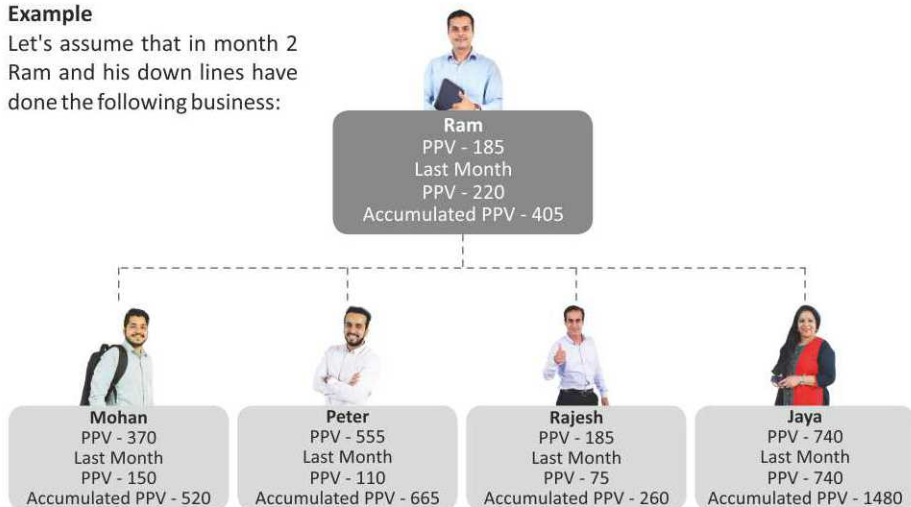 Example
Let's assume that in month 2
Ram and his down lines have
done the following business:
Ram
PPV - 185
Last Month
PPV - 220
Accumulated PPV - 405
Mohan
PPV - 370
Last Month
PPV - 150
Accumulated PPV - 520
Peter
PPV - 555
Last Month
PPV - 110
Accumulated PPV - 665
Rajesh
PPV - 185
Last Month
PPV - 75
Accumulated PPV - 260
Jaya
PPV - 740
Last Month
PPV - 740
Accumulated PPV - 1480